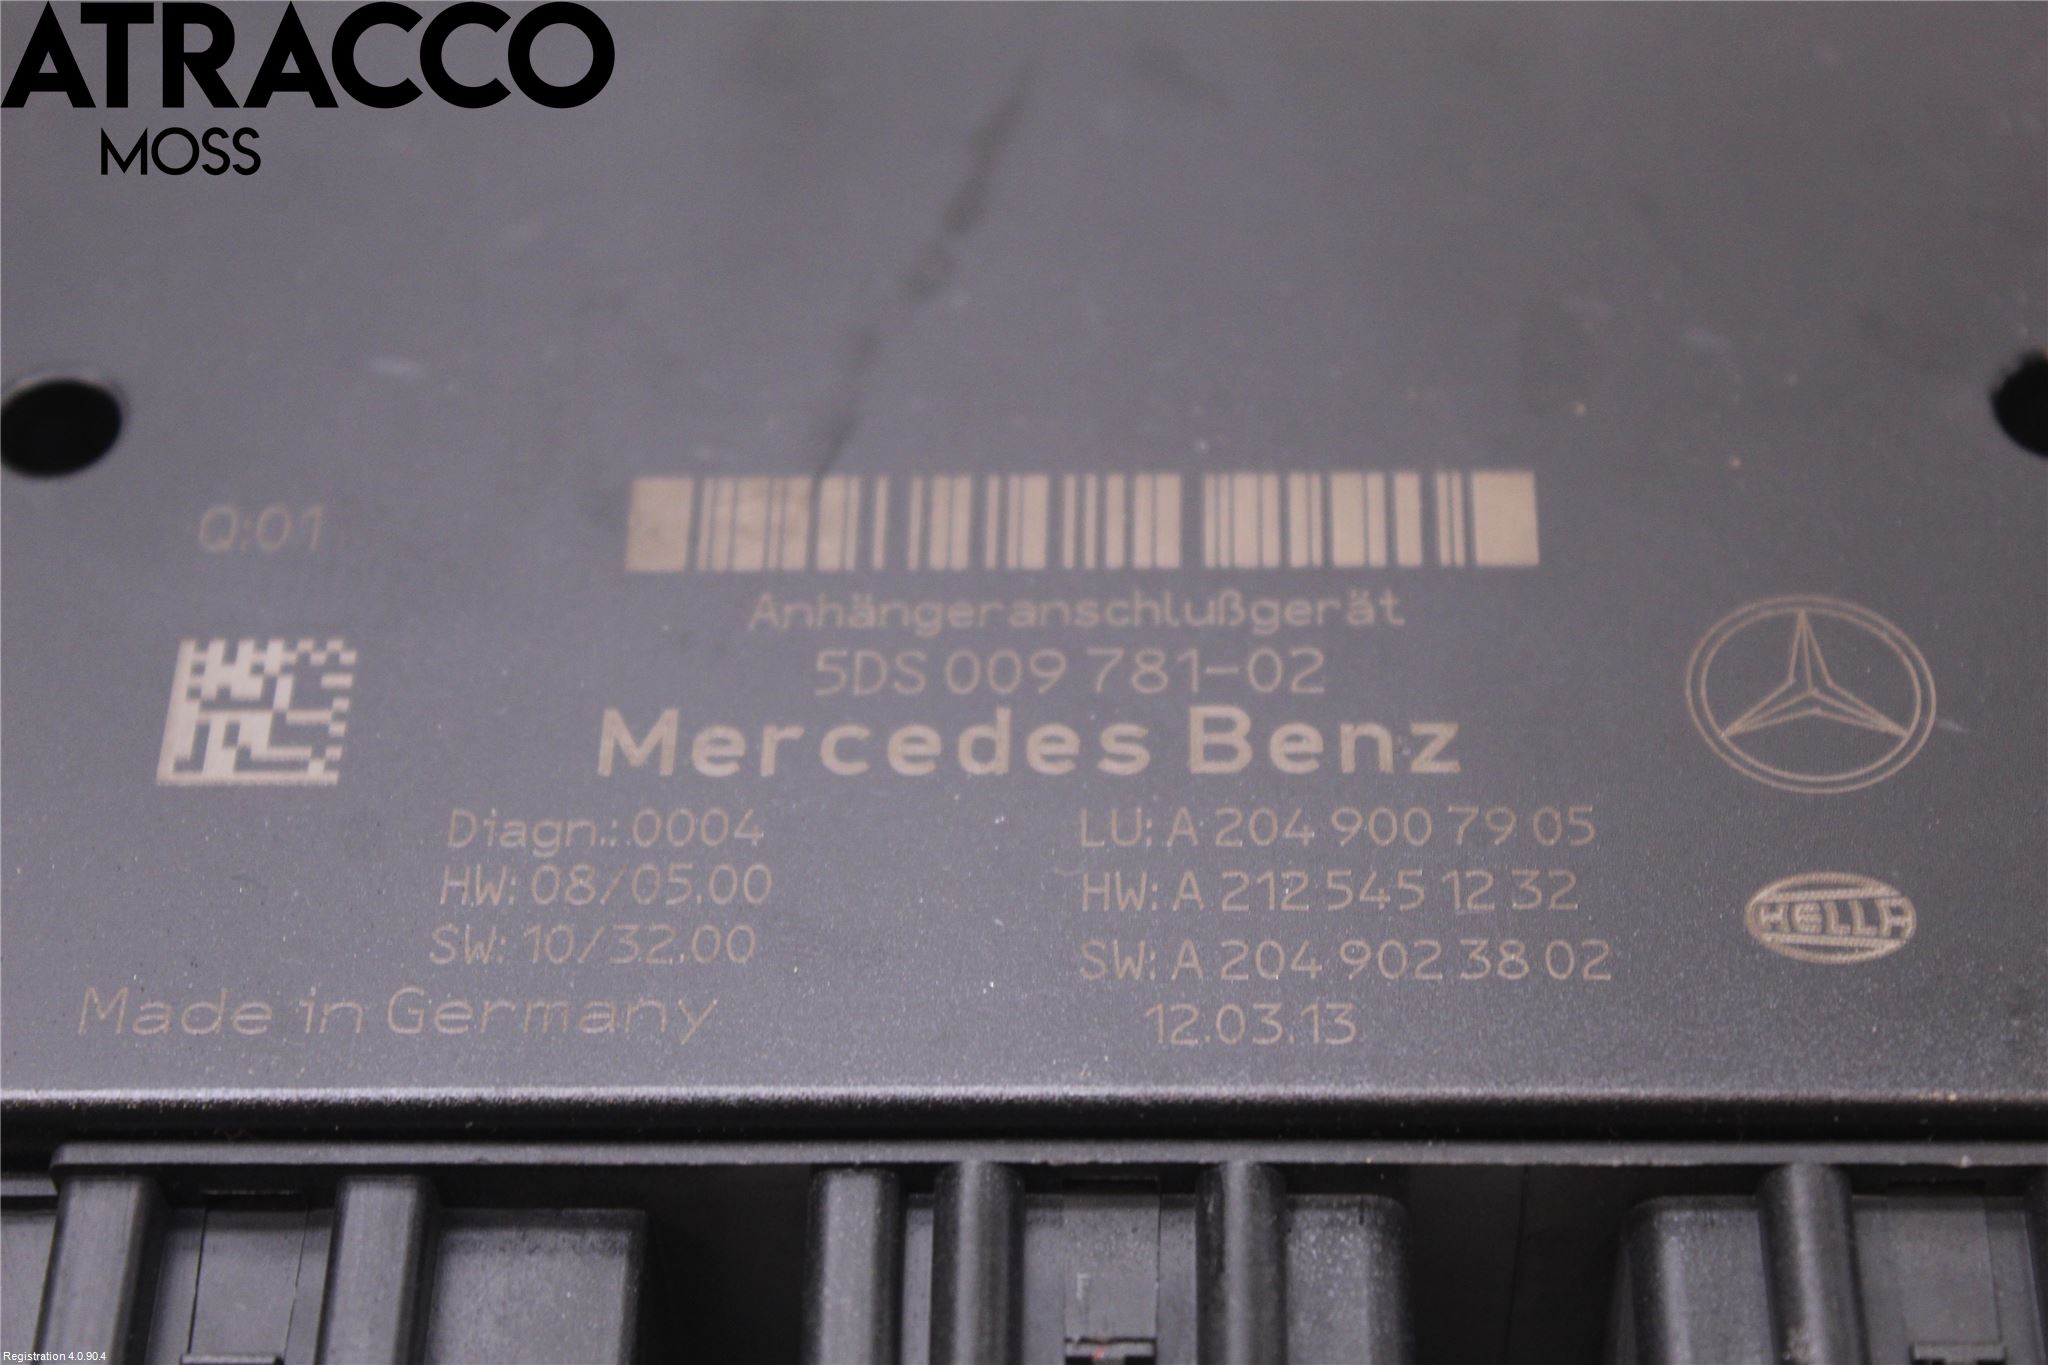 ATRACCO
MOSS
Q:01
Anhängeranschlußgerät
5DS 009 781-02
Mercedes Benz
Diagn.: 0004
HW: 08/05.00
SW: 10/32.00
Made in Germany
LU: A 204 900 79 05
HW: A 212 545 12 32
SW: A 204 902 38 02
12.03.13
HELLA
Registration 4.0.90.4